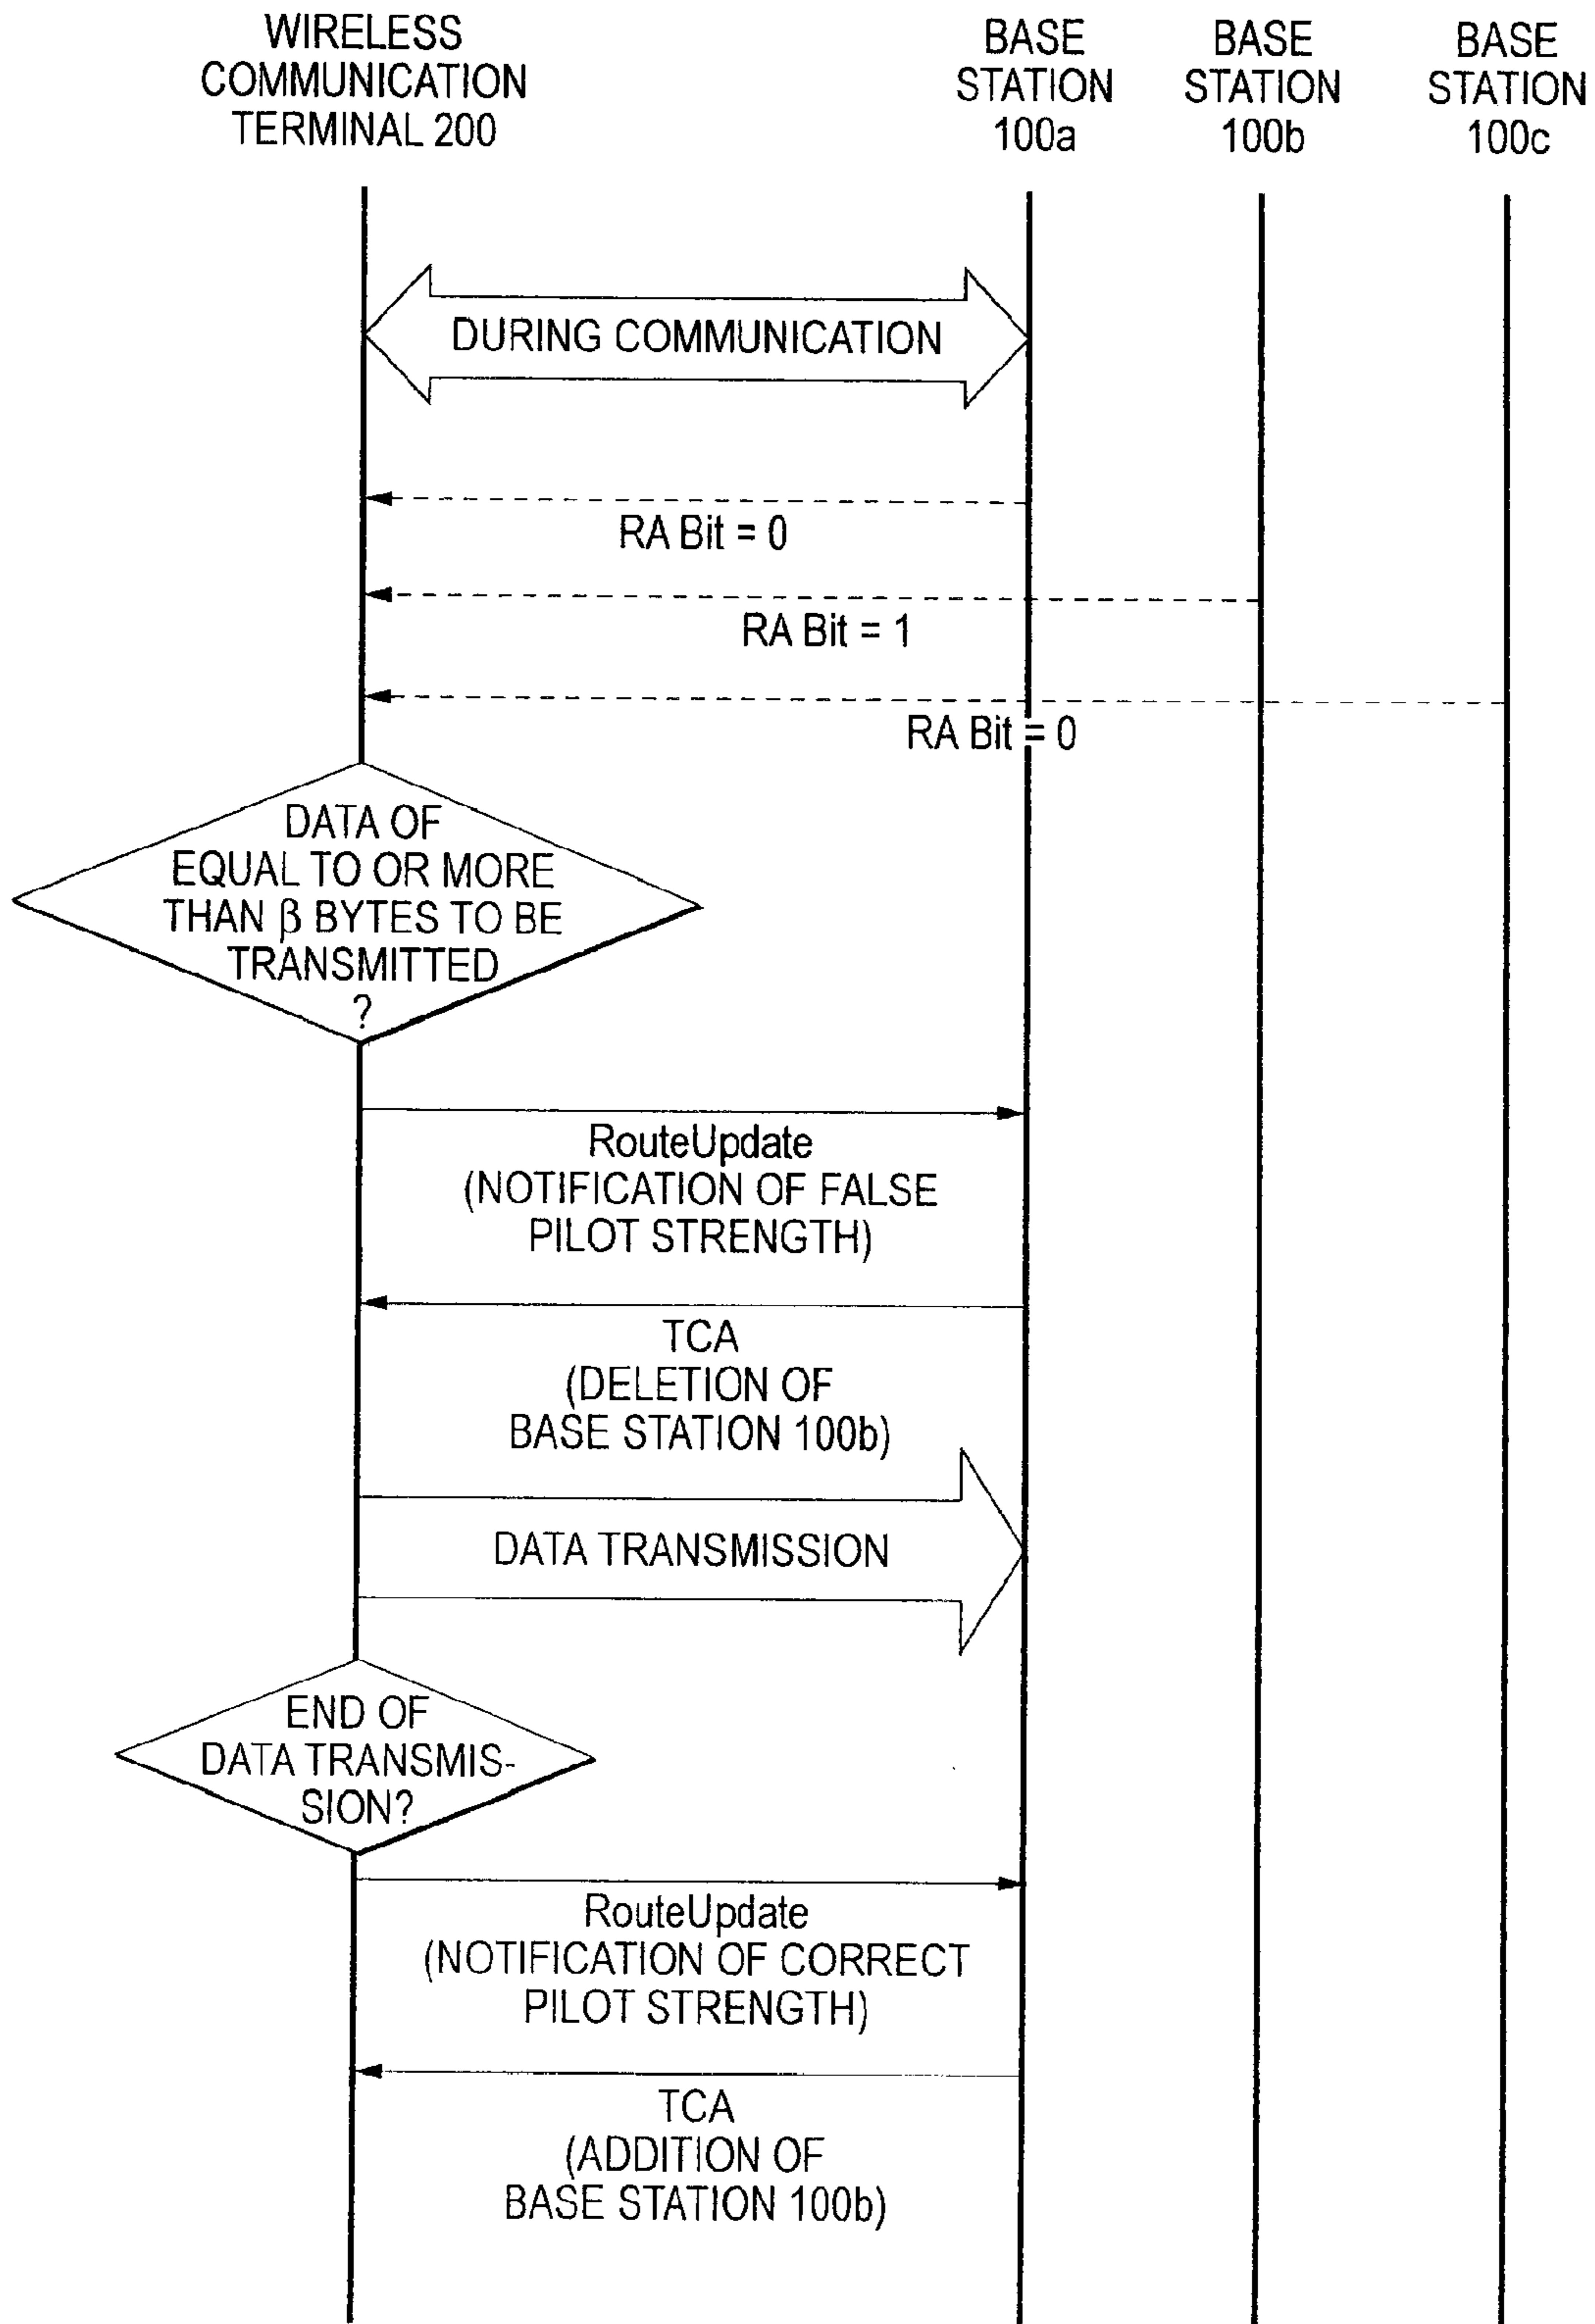 WIRELESS
COMMUNICATION
TERMINAL 200
BASE
STATION
100a
BASE
STATION
100b
BASE
STATION
100c
DURING COMMUNICATION
RA Bit = 0
RA Bit = 1
RA Bit = 0
DATA OF
EQUAL TO OR MORE
THAN β BYTES TO BE
TRANSMITTED
?
RouteUpdate
(NOTIFICATION OF FALSE
PILOT STRENGTH)
TCA
(DELETION OF
BASE STATION 100b)
DATA TRANSMISSION
END OF
DATA TRANSMIS-
SION?
RouteUpdate
(NOTIFICATION OF CORRECT
PILOT STRENGTH)
TCA
(ADDITION OF
BASE STATION 100b)